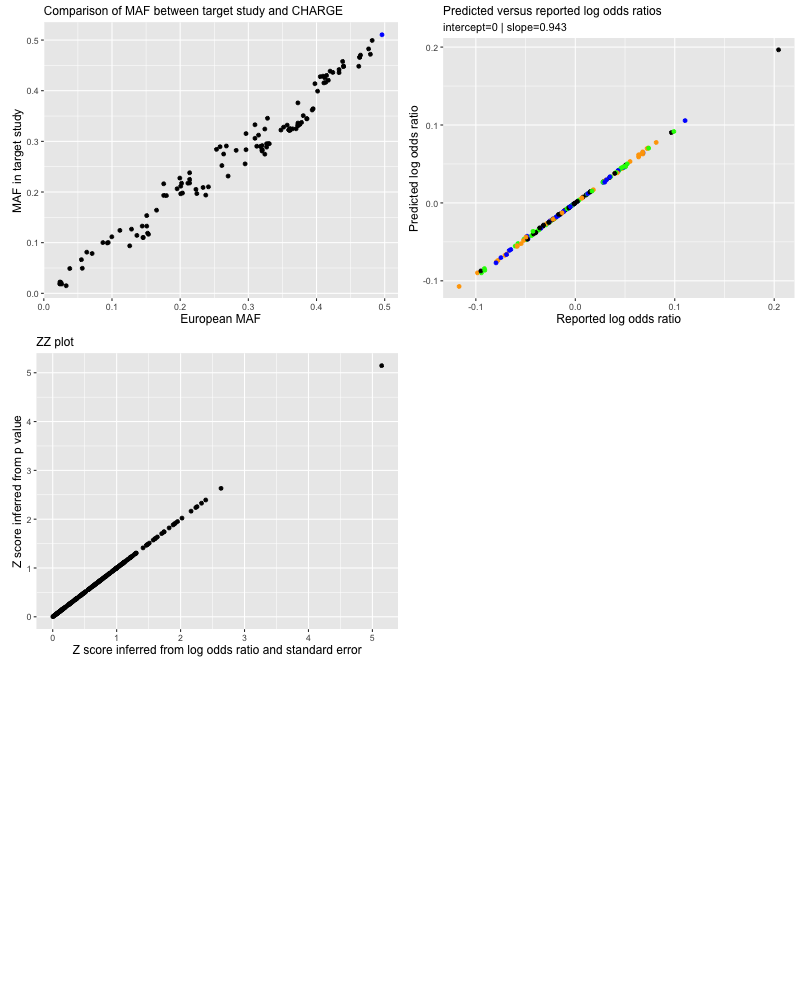 Comparison of MAF between target study and CHARGE
MAF in target study
0.5
0.4
0.3
0.2
0.1
0.0
0.0 0.1 0.2 0.3 0.4 0.5
European MAF
Predicted versus reported log odds ratios
intercept=0 | slope=0.943
Predicted log odds ratio
0.2
0.1
0.0
-0.1
-0.1 0.0 0.1 0.2
Reported log odds ratio
ZZ plot
Z score inferred from p value
5
4
3
2
1
0
0 1 2 3 4 5
Z score inferred from log odds ratio and standard error